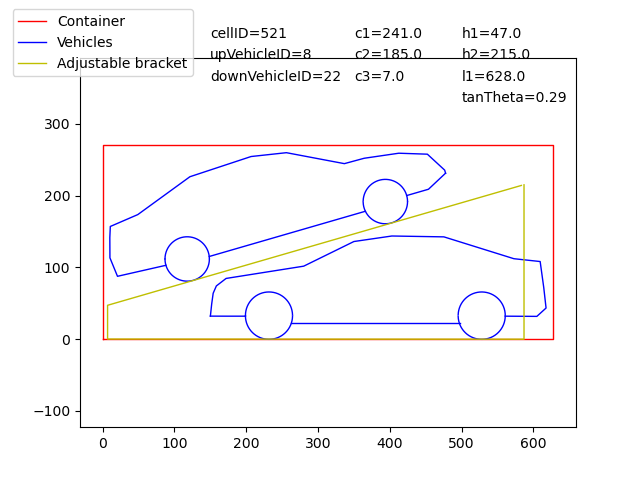 Container
Vehicles
Adjustable bracket
cellID=521 c1=241.0 h1=47.0
upVehicleID=8 c2=185.0 h2=215.0
downVehicleID=22 c3=7.0 l1=628.0
tanTheta=0.29
300
200
100
0
−100
0 100 200 300 400 500 600